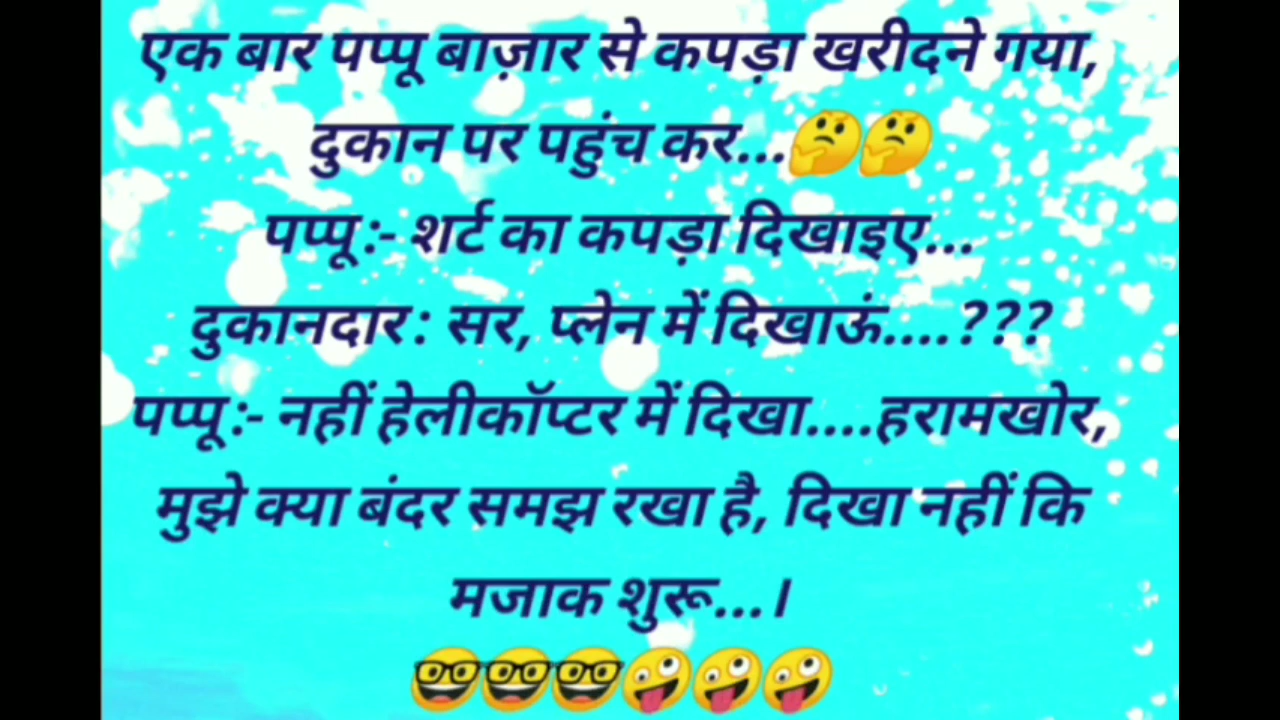 एक बार पप्पू बाज़ार से कपड़ा खरीदने गया,
दुकान पर पहुंच कर...🤔🤔
पप्पू:- शर्ट का कपड़ा दिखाइए...
दुकानदार: सर, प्लेन में दिखाऊं....???
पप्पू:- नहीं हेलीकॉप्टर में दिखा....हरामखोर,
मुझे क्या बंदर समझ रखा है, दिखा नहीं कि
मजाक शुरू...।
🤓🤓🤓🤪🤪🤪